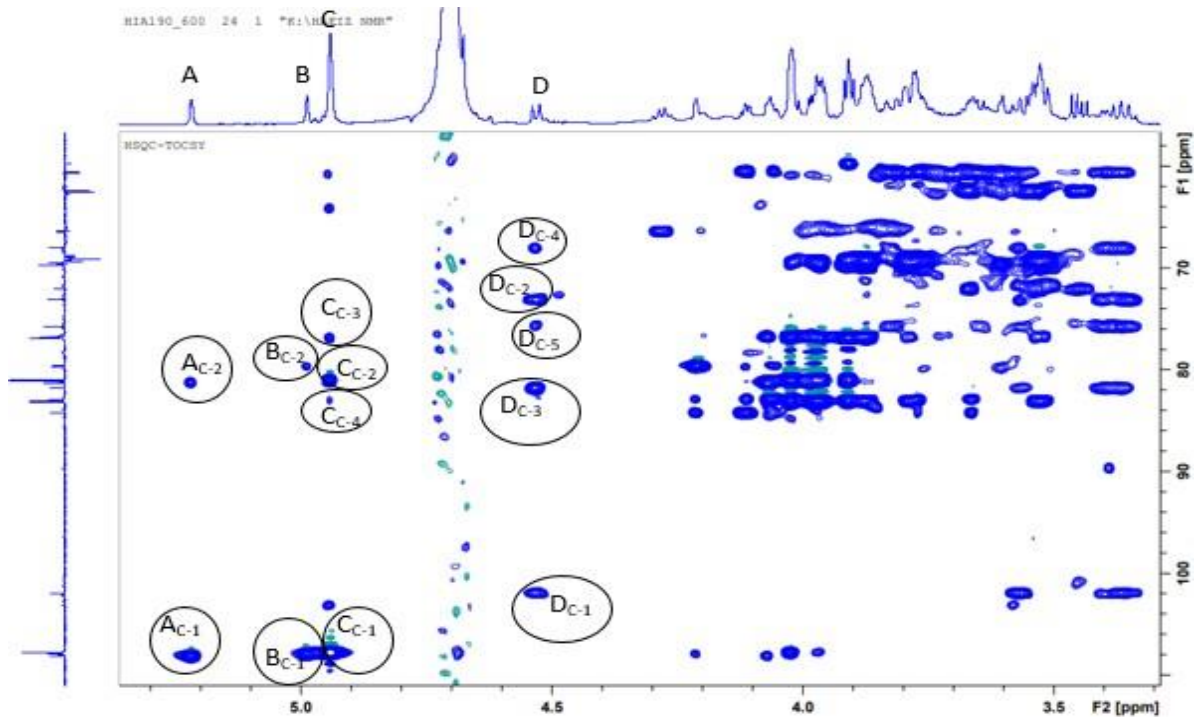 HIA190_600 24 1 "K:\HAFIZ NMR"
C
A
B
D
HSQC-TOCSY
D C-4
D C-2
C C-3
D C-5
B C-2
A C-2
C C-2
D C-3
C C-4
D C-1
A C-1
C C-1
B C-1
F1 [ppm]
70
80
90
100
5.0
4.5
4.0
3.5
F2 [ppm]